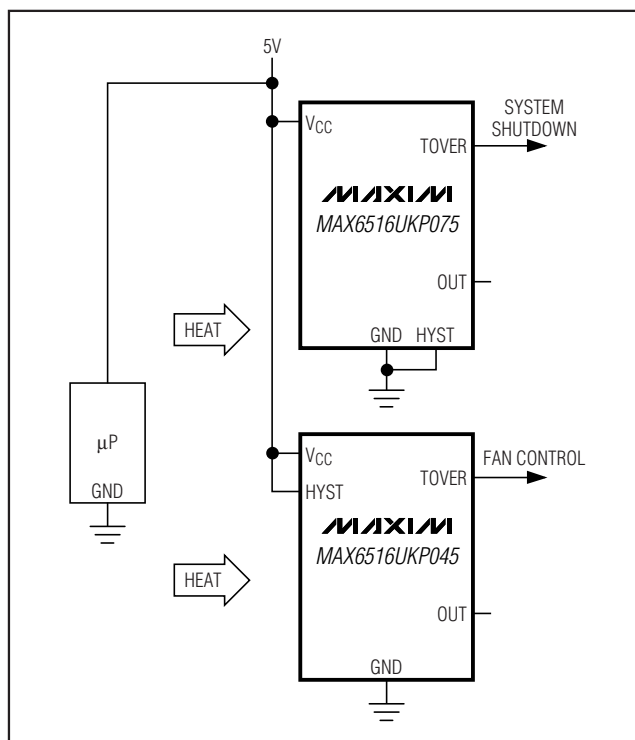 5V
VCC
TOVER
SYSTEM
SHUTDOWN
MAXIM
MAX6516UKP075
OUT
HEAT
GND HYST
μP
GND
VCC
HYST
TOVER
FAN CONTROL
MAXIM
MAX6516UKP045
HEAT
OUT
GND